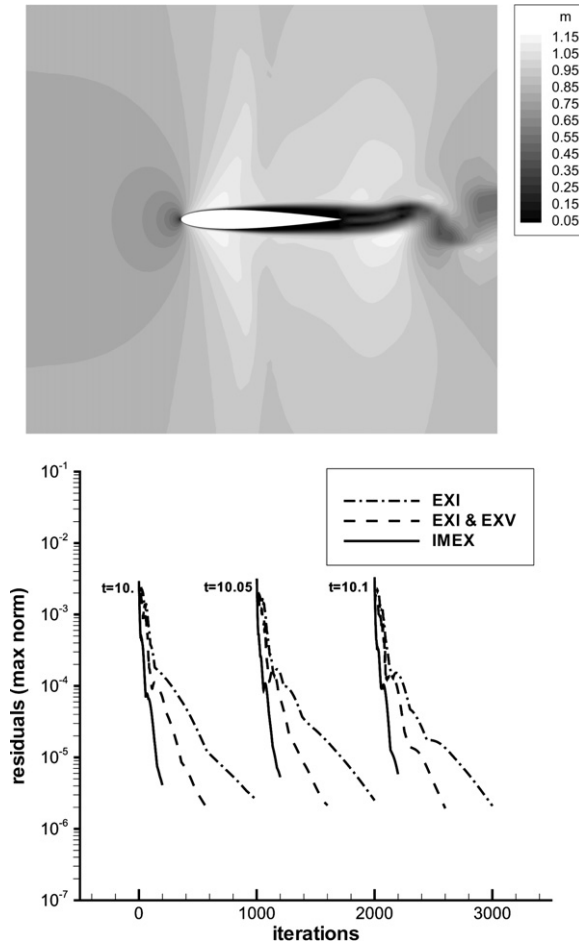 m
1.15
1.05
0.95
0.85
0.75
0.65
0.55
0.45
0.35
0.25
0.15
0.05
10⁻¹
10⁻²
10⁻³
10⁻⁴
10⁻⁵
10⁻⁶
10⁻⁷
residuals (max norm)
EXI
EXI & EXV
IMEX
t=10.
t=10.05
t=10.1
0
1000
2000
3000
iterations